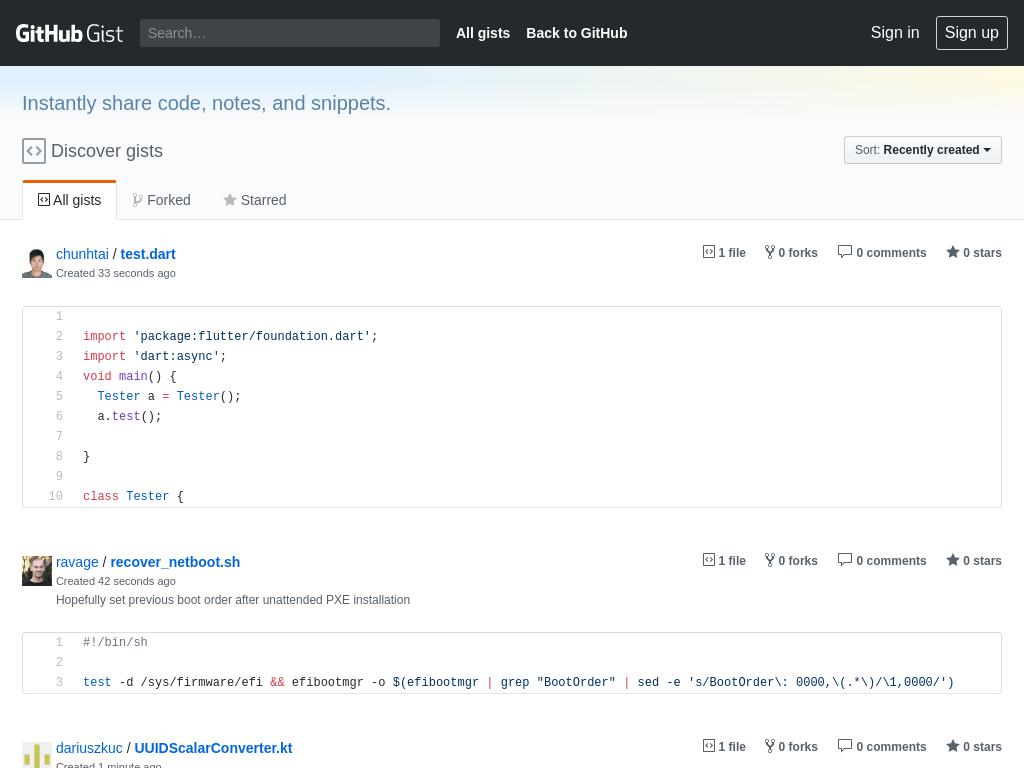 GitHub Gist Search… All gists Back to GitHub Sign in Sign up
Instantly share code, notes, and snippets.
Discover gists Sort: Recently created
All gists Forked Starred
chunhtai / test.dart 1 file 0 forks 0 comments 0 stars
Created 33 seconds ago
1
2 import 'package:flutter/foundation.dart';
3 import 'dart:async';
4 void main() {
5 Tester a = Tester();
6 a.test();
7
8 }
9
10 class Tester {
ravage / recover_netboot.sh 1 file 0 forks 0 comments 0 stars
Created 42 seconds ago
Hopefully set previous boot order after unattended PXE installation
1 #!/bin/sh
2
3 test -d /sys/firmware/efi && efibootmgr -o $(efibootmgr | grep "BootOrder" | sed -e 's/BootOrder\: 0000,\(.*\)/\1,0000/')
dariuszkuc / UUIDScalarConverter.kt 1 file 0 forks 0 comments 0 stars
Created 1 minute ago